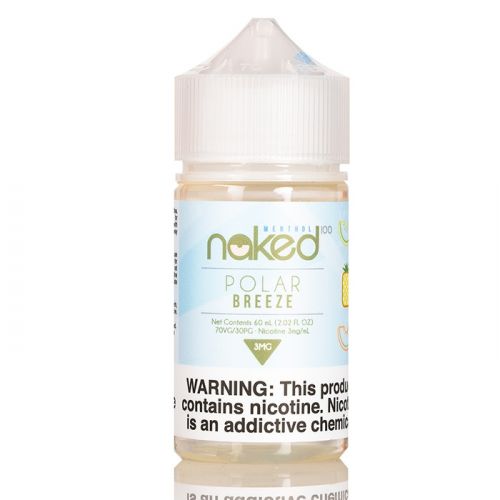 MENTHOL
naked 100
POLAR
BREEZE
Net Contents 60 mL (2.02 fl. OZ)
70VG/30PG · Nicotine 3mg/mL
3MG
WARNING: This produ
contains nicotine. Nicot
is an addictive chemic